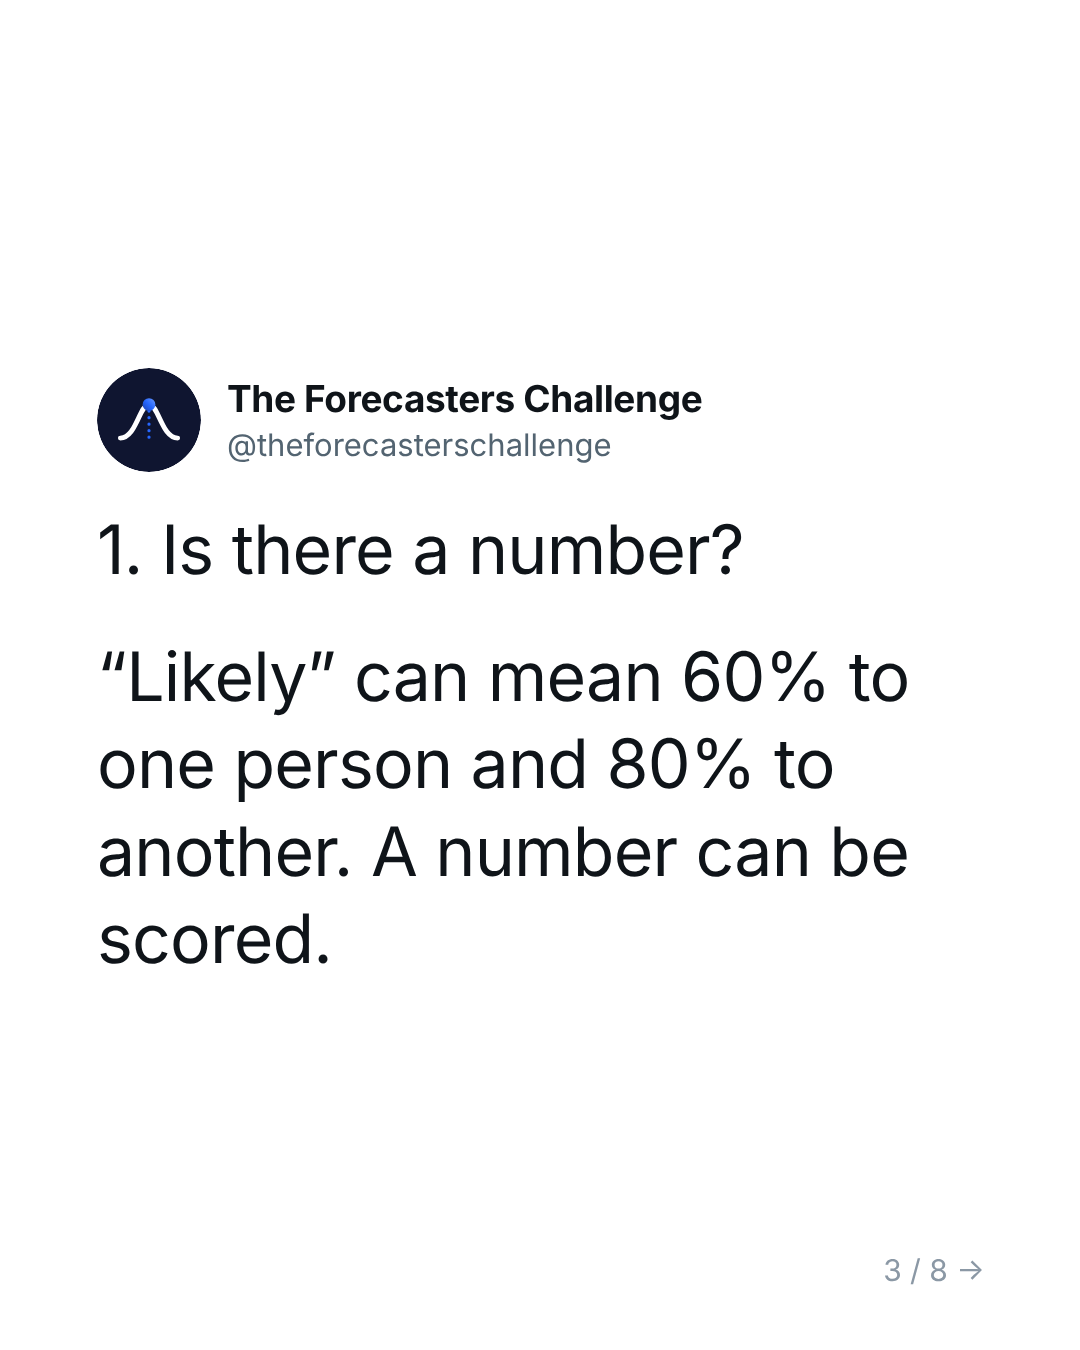 The Forecasters Challenge
@theforecasterschallenge
1. Is there a number?
“Likely” can mean 60% to
one person and 80% to
another. A number can be
scored.
3 / 8 →